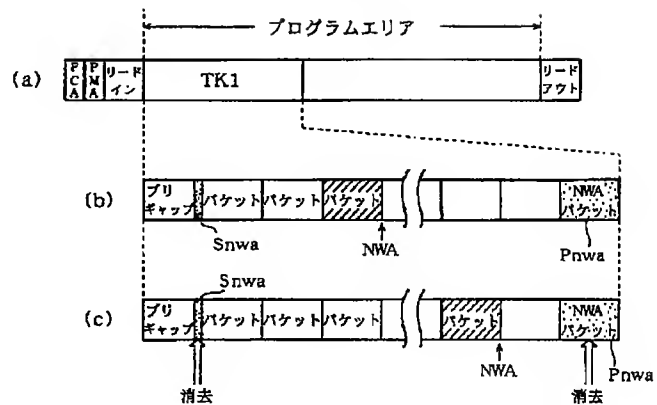 プログラムエリア
(a)
PCA
PMA
リード
イン
TK1
リード
アウト
(b)
プリ
ギャップ
パケット
パケット
パケット
NWA
パケット
Snwa
NWA
Pnwa
Snwa
(c)
プリ
ギャップ
パケット
パケット
パケット
パケット
NWA
パケット
消去
NWA
消去
Pnwa